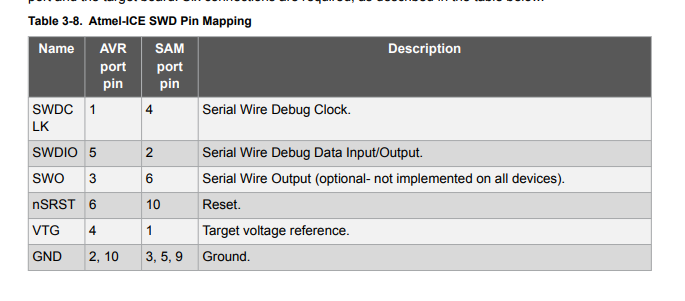 Table 3-8. Atmel-ICE SWD Pin Mapping
Name AVR port pin SAM port pin Description
SWDCLK 1 4 Serial Wire Debug Clock.
SWDIO 5 2 Serial Wire Debug Data Input/Output.
SWO 3 6 Serial Wire Output (optional- not implemented on all devices).
nSRST 6 10 Reset.
VTG 4 1 Target voltage reference.
GND 2, 10 3, 5, 9 Ground.